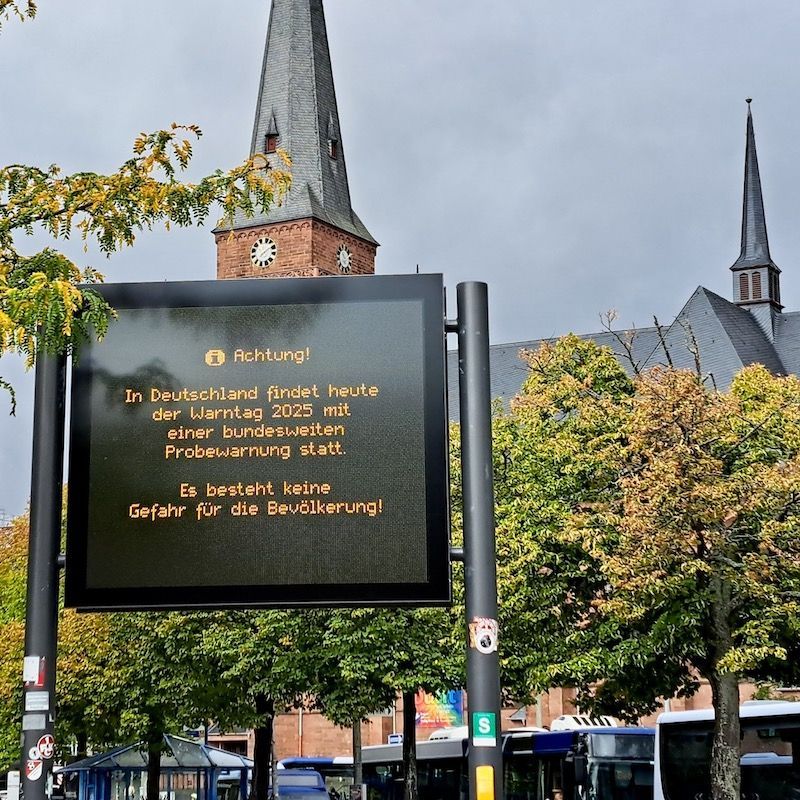 Achtung!
In Deutschland findet heute
der Warntag 2025 mit
einer bundesweiten
Probewarnung statt.
Es besteht keine
Gefahr für die Bevölkerung!
S